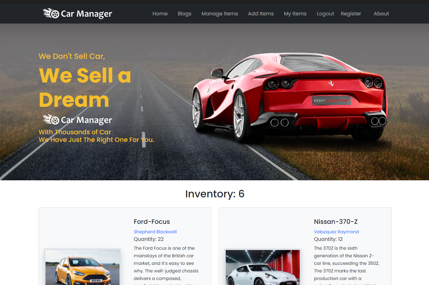 Car Manager
Home Blogs Manage Items Add Items My Items Logout Register About
We Don't Sell Car,
We Sell a
Dream
Car Manager
With Thousands of Car
We Have Just The Right One For You.
Inventory: 6
Ford-Focus
Shepherd Blackwell
Quantity: 22
The Ford Focus is one of the
mainstays of the British car
market, and it's easy to see
why. The well-judged chassis
delivers a composed,
Nissan-370-Z
Velazquez Raymond
Quantity: 12
The 370Z is the sixth
generation of the Nissan Z-
car line, succeeding the 350Z.
The 370Z marks the last
production car with a